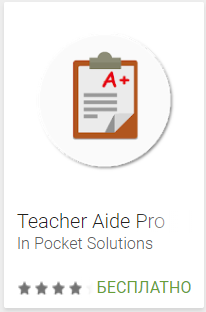 A+
Teacher Aide Pro
In Pocket Solutions
БЕСПЛАТНО